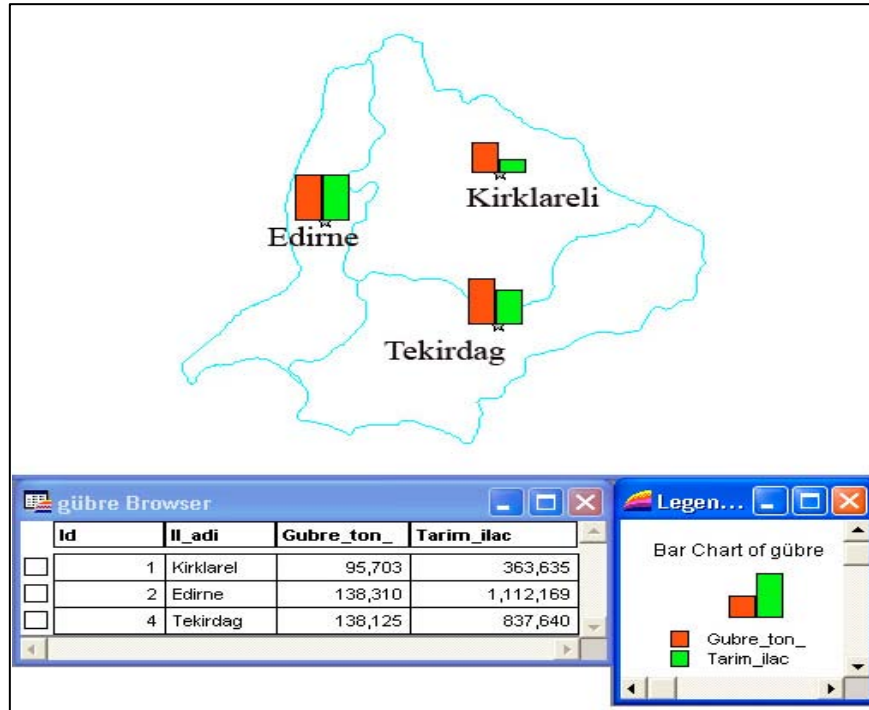 Kirklareli
Edirne
Tekirdag
gübre Browser
Id Il_adi Gubre_ton_ Tarim_ilac
1 Kirklarel 95,703 363,635
2 Edirne 138,310 1,112,169
4 Tekirdag 138,125 837,640
Legen...
Bar Chart of gübre
Gubre_ton_
Tarim_ilac